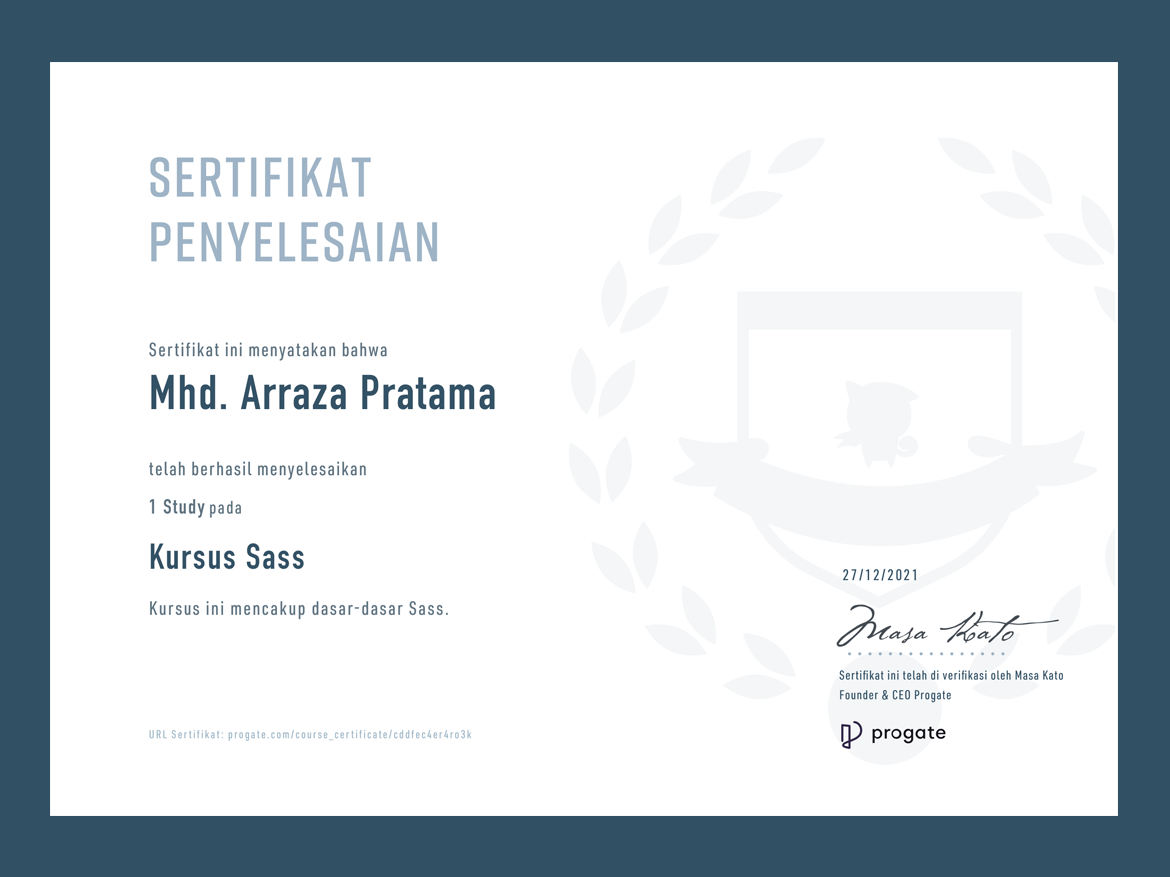 SERTIFIKAT
PENYELESAIAN
Sertifikat ini menyatakan bahwa
Mhd. Arraza Pratama
telah berhasil menyelesaikan
1 Study pada
Kursus Sass
Kursus ini mencakup dasar-dasar Sass.
27/12/2021
Masa Kato
Sertifikat ini telah di verifikasi oleh Masa Kato
Founder & CEO Progate
progate
URL Sertifikat: progate.com/course_certificate/cddfec4er4ro3k